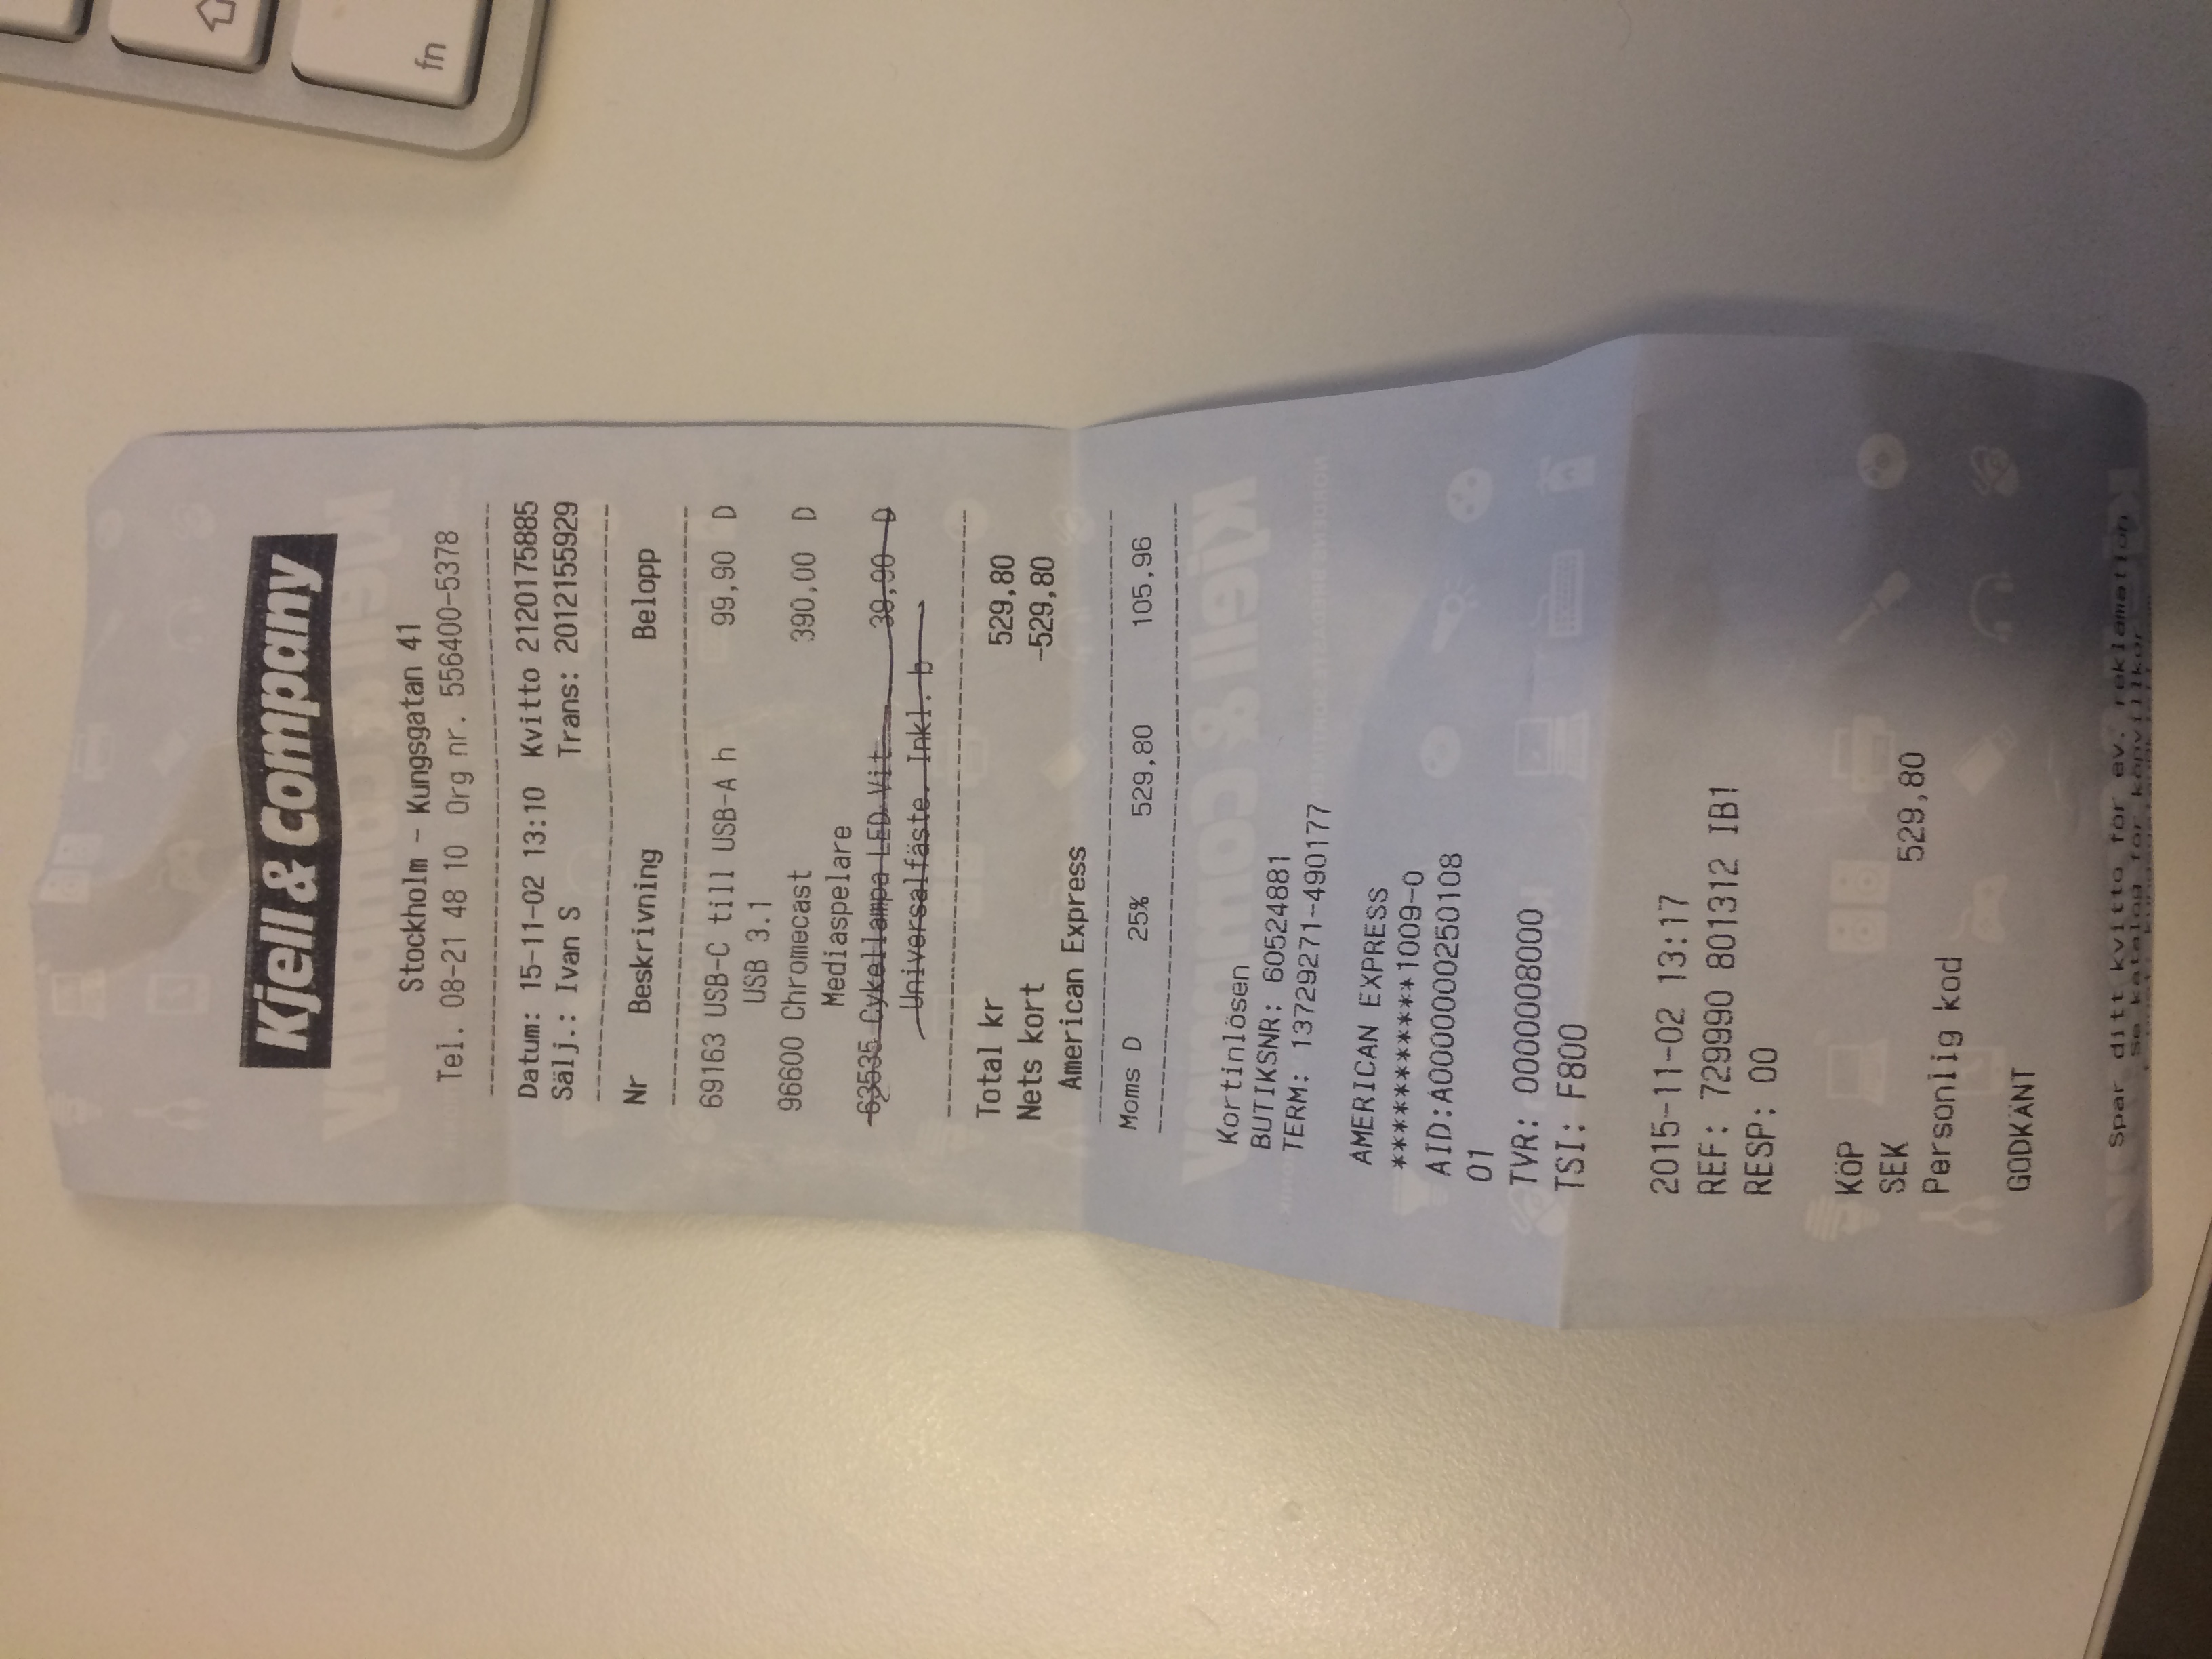 Kjell & Company
Stockholm - Kungsgatan 41
Tel. 08-21 48 10 Org nr. 556400-5378
Datum: 15-11-02 13:10 Kvitto 2120175885
Sälj.: Ivan S Trans: 2012155929
Nr Beskrivning Belopp
69163 USB-C till USB-A h 99,90 D
USB 3.1
96600 Chromecast 390,00 D
Mediaspelare
63535 Cykellampa LED Vit 39,90 D
Universalfäste. Inkl. b
Total kr 529,80
Nets kort -529,80
American Express
Moms D 25% 529,80 105,96
Kortinlösen
BUTIKSNR: 60524881
TERM: 13729271-490177
AMERICAN EXPRESS
***********1009-0
AID:A0000000250108
01
TVR: 0000008000
TSI: F800
2015-11-02 13:17
REF: 729990 801312 IB1
RESP: 00
KÖP
SEK 529,80
Personlig kod
GODKÄNT
Spar ditt kvitto för ev. reklamation
Se katalog för köpvillkor
fn